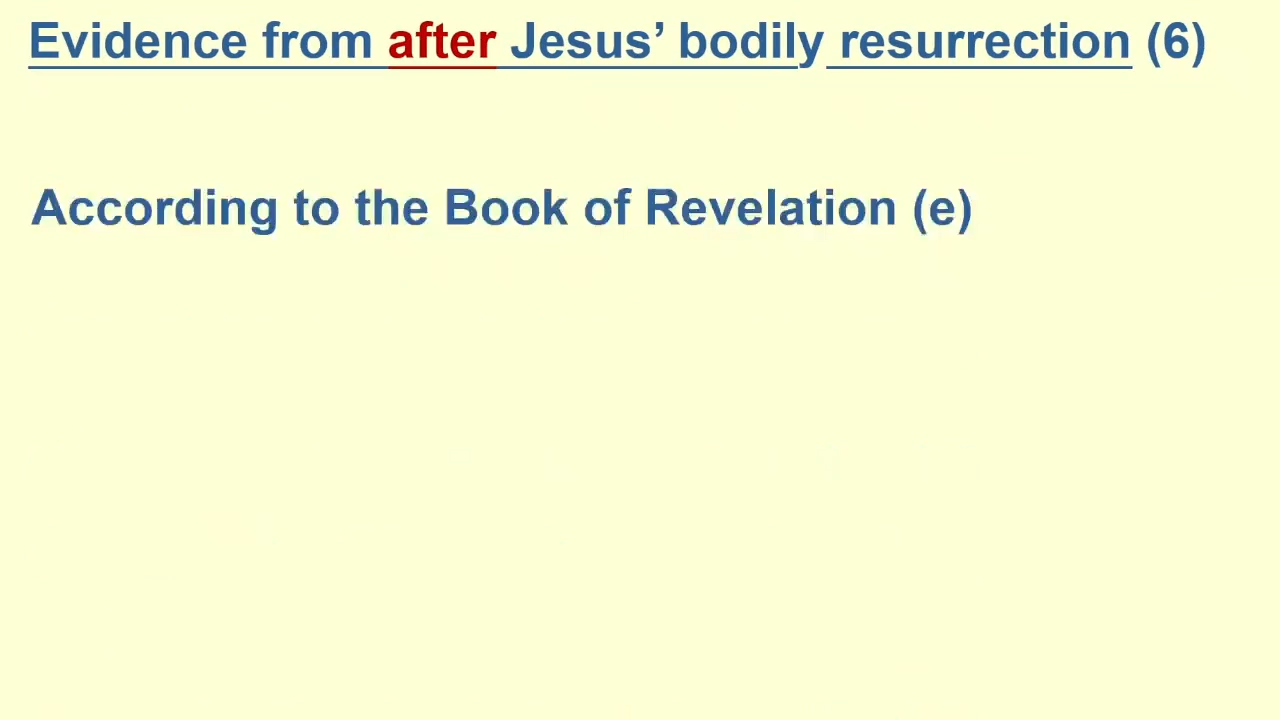 Evidence from after Jesus’ bodily resurrection (6)
According to the Book of Revelation (e)